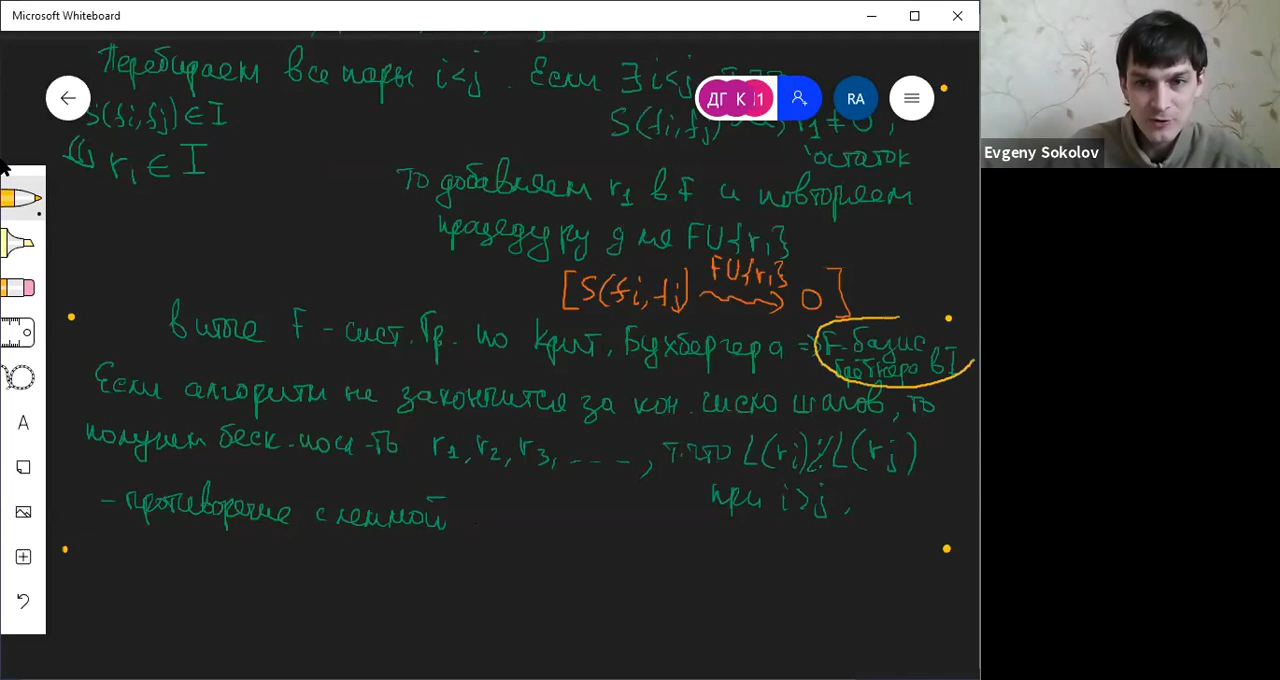 Microsoft Whiteboard
Перебираем все пары i<j. Если ∃ i<j
S(fi, fj) ∈ I
S(fi, fj) ⇝ r1 ≠ 0,
⇓ r1 ∈ I
остаток
то добавляем r1 в F и повторяем
процедуру для F∪{r1}
[S(fi, fj) ⇝ 0]
F∪{r1}
в итоге F - сист. Гр. по Крит. Бухбергера => F-базис
Грёбнера в I
Если алгоритм не закончится за кон. число шагов, то
получим беск. посл-ть r1, r2, r3, ...., т.что L(ri) ⋮̸ L(rj)
при i>j,
- противоречие с леммой
ДГ К I1
RA
A
Evgeny Sokolov